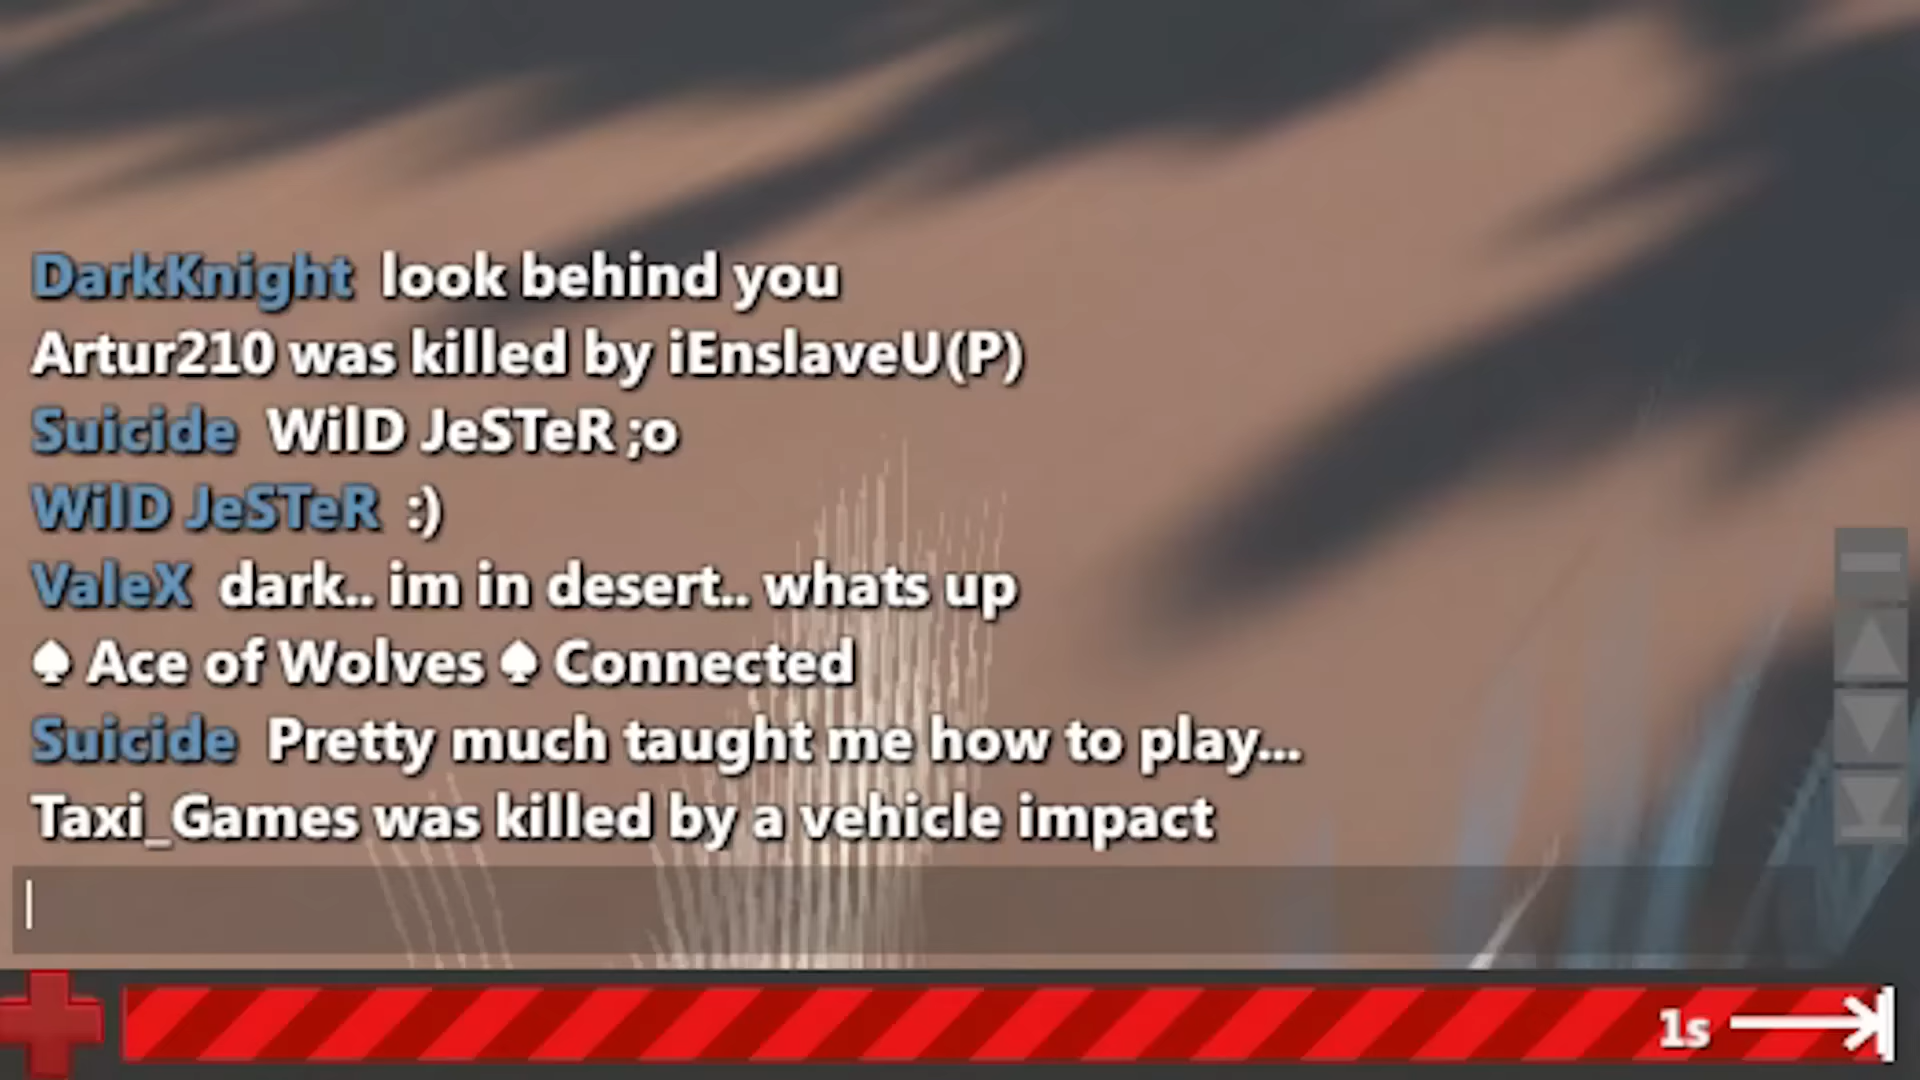 DarkKnight look behind you
Artur210 was killed by iEnslaveU(P)
Suicide WilD JeSTeR ;o
WilD JeSTeR :)
ValeX dark.. im in desert.. whats up
♠ Ace of Wolves ♠ Connected
Suicide Pretty much taught me how to play...
Taxi_Games was killed by a vehicle impact
1s